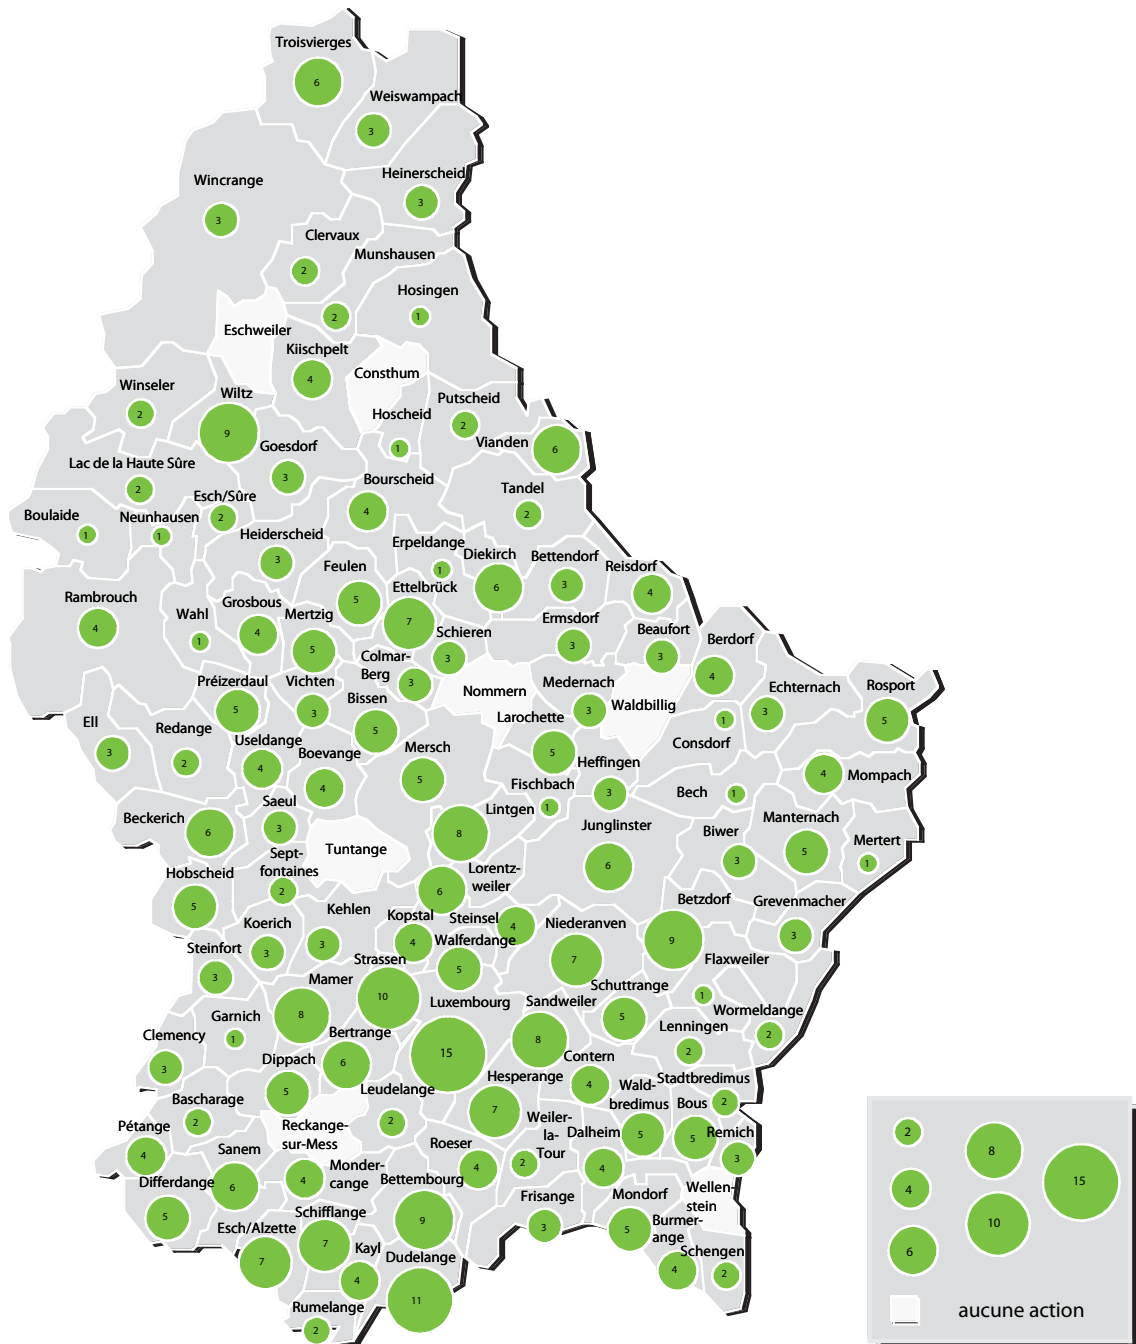 Troisvierges
6
Weiswampach
3
Wincrange
3
Heinerscheid
3
Clervaux
2
Munshausen
2
Hosingen
1
Eschweiler
Kiischpelt
4
Consthum
Winseler
2
Wiltz
9
Hoscheid
1
Putscheid
2
Vianden
6
Goesdorf
3
Lac de la Haute Sûre
2
Esch/Sûre
2
Bourscheid
4
Tandel
2
Boulaide
1
Neunhausen
1
Heiderscheid
3
Erpeldange
1
Diekirch
6
Bettendorf
3
Reisdorf
4
Feulen
5
Ettelbrück
7
Rambrouch
4
Wahl
1
Grosbous
4
Mertzig
5
Schieren
3
Ermsdorf
3
Beaufort
3
Berdorf
4
Colmar-
Berg
3
Préizerdaul
5
Vichten
3
Bissen
5
Nommern
Medernach
3
Waldbillig
Echternach
3
Rosport
5
Larochette
5
Consdorf
1
Ell
3
Redange
2
Useldange
4
Boevange
4
Mersch
5
Heffingen
3
Fischbach
1
Bech
1
Mompach
4
Beckerich
6
Saeul
3
Lintgen
8
Junglinster
6
Biwer
3
Manternach
5
Mertert
1
Tuntange
Sept-
fontaines
2
Hobscheid
5
Lorentz-
weiler
6
Betzdorf
9
Grevenmacher
3
Koerich
3
Kehlen
3
Kopstal
4
Steinsel
4
Niederanven
7
Walferdange
5
Steinfort
3
Strassen
10
Flaxweiler
1
Mamer
8
Luxembourg
15
Sandweiler
8
Schuttrange
5
Wormeldange
2
Garnich
1
Bertrange
6
Lenningen
2
Clemency
3
Dippach
5
Contern
4
Leudelange
2
Hesperange
7
Wald-
bredimus
5
Stadtbredimus
2
Bous
5
Bascharage
2
Reckange-
sur-Mess
Weiler-
la-
Tour
2
Dalheim
4
Remich
3
Pétange
4
Sanem
6
Roeser
4
Monder-
cange
4
Bettembourg
9
Differdange
5
Frisange
3
Mondorf
5
Wellen-
stein
Burmer-
ange
4
Schifflange
7
Esch/Alzette
7
Kayl
4
Dudelange
11
Schengen
2
Rumelange
2
2
8
4
15
10
6
aucune action